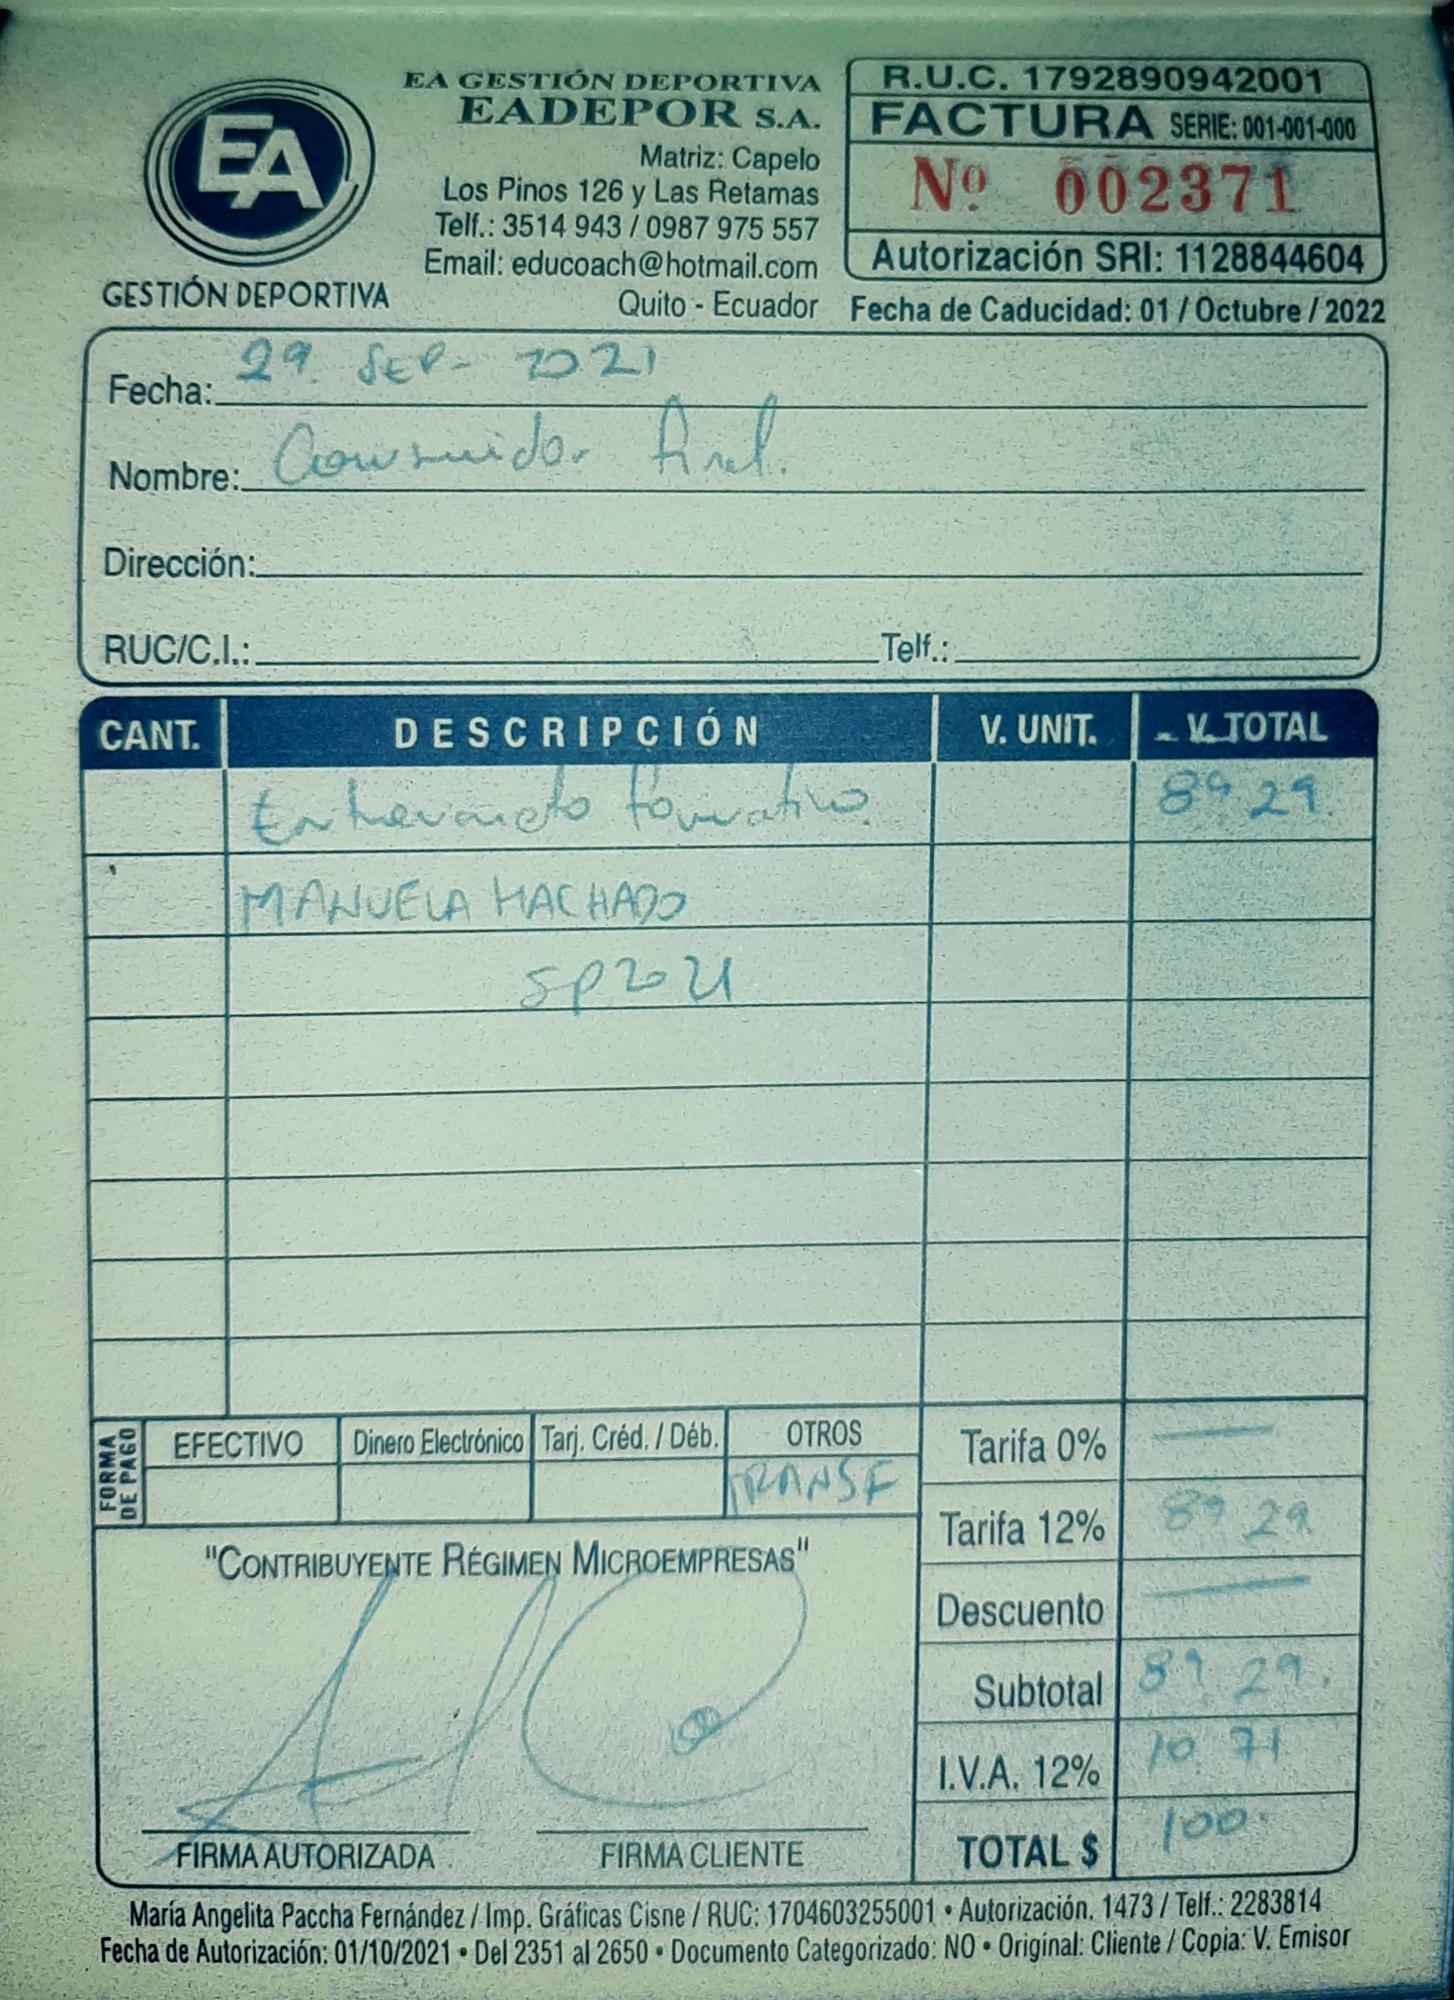 EA
GESTIÓN DEPORTIVA
EA GESTIÓN DEPORTIVA
EADEPOR S.A.
Matriz: Capelo
Los Pinos 126 y Las Retamas
Telf.: 3514 943 / 0987 975 557
Email: educoach@hotmail.com
Quito - Ecuador
R.U.C. 1792890942001
FACTURA SERIE: 001-001-000
Nº 002371
Autorización SRI: 1128844604
Fecha de Caducidad: 01 / Octubre / 2022
Fecha: 29. SEP- 2021
Nombre: Consumidor final.
Dirección:
RUC/C.I.: Telf.:
CANT. DESCRIPCIÓN V. UNIT. V. TOTAL
formativo. 89 29.
MANUELA MACHADO
SP2021
FORMA DE PAGO
EFECTIVO Dinero Electrónico Tarj. Créd. / Déb. OTROS
TRANSF
Tarifa 0% —
Tarifa 12% 89 29
Descuento —
Subtotal 89 29.
I.V.A. 12% 10 71
TOTAL $ 100.
"CONTRIBUYENTE RÉGIMEN MICROEMPRESAS"
FIRMA AUTORIZADA FIRMA CLIENTE
María Angelita Paccha Fernández / Imp. Gráficas Cisne / RUC: 1704603255001 • Autorización. 1473 / Telf.: 2283814
Fecha de Autorización: 01/10/2021 • Del 2351 al 2650 • Documento Categorizado: NO • Original: Cliente / Copia: V. Emisor